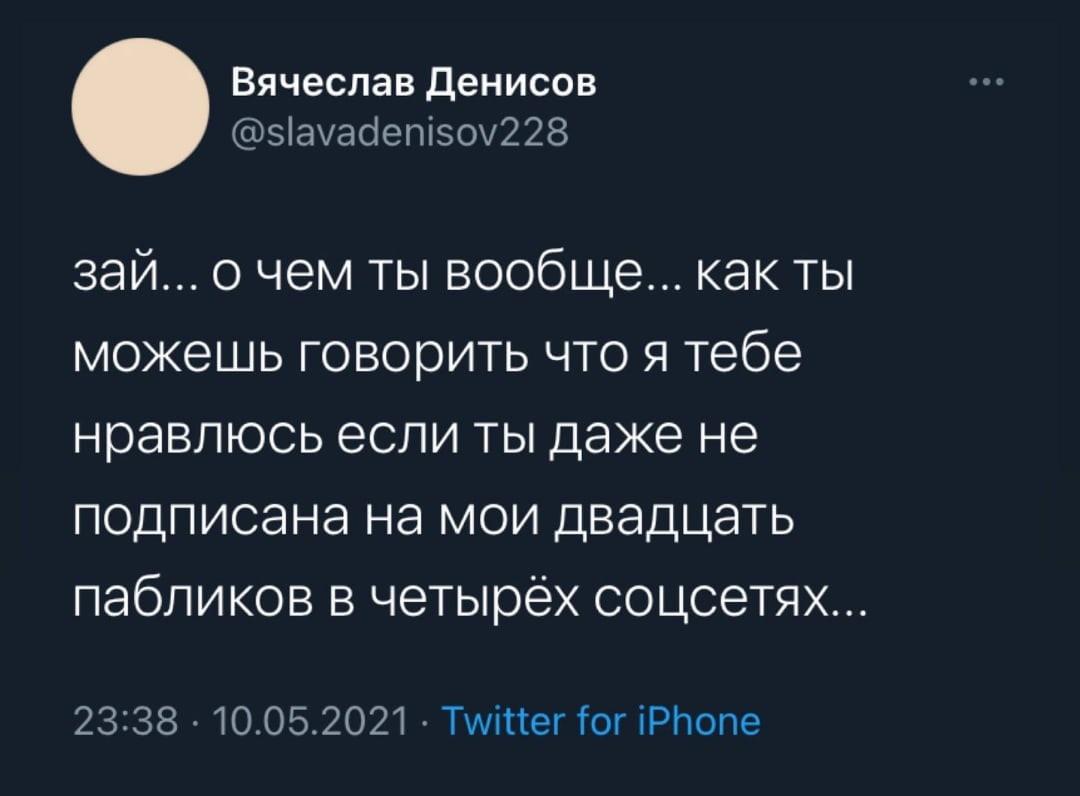 Вячеслав Денисов
@slavadenisov228
зай... о чем ты вообще... как ты
можешь говорить что я тебе
нравлюсь если ты даже не
подписана на мои двадцать
пабликов в четырёх соцсетях...
23:38 · 10.05.2021 · Twitter for iPhone